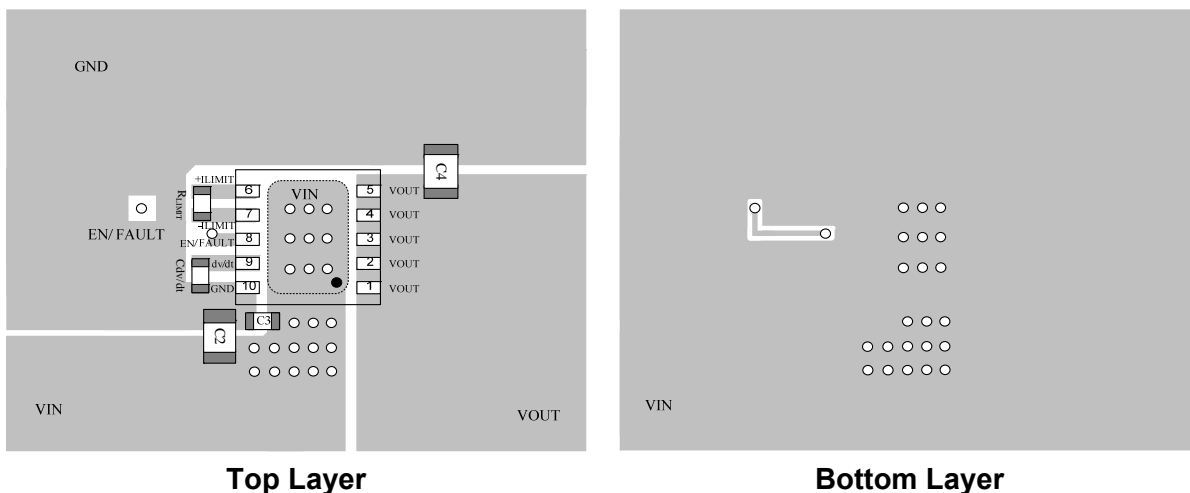 GND
C4
+ILIMIT
RLIMIT
6
VIN
5 VOUT
7
4 VOUT
-ILIMIT
EN/ FAULT
EN/FAULT
8
3 VOUT
Cdv/dt
dv/dt
9
2 VOUT
GND
10
1 VOUT
C3
C2
VIN
VOUT
VIN
Top Layer
Bottom Layer